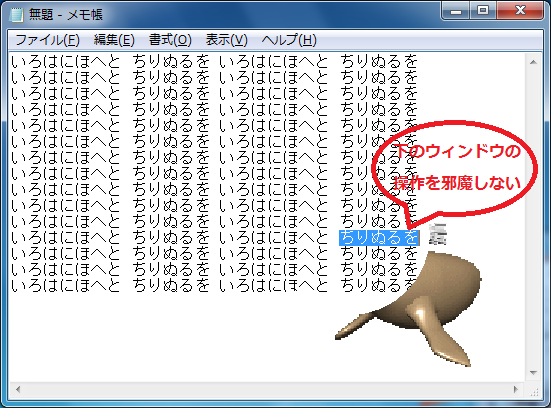 無題 - メモ帳
ファイル(F) 編集(E) 書式(O) 表示(V) ヘルプ(H)
いろはにほへと ちりぬるを いろはにほへと ちりぬるを
いろはにほへと ちりぬるを いろはにほへと ちりぬるを
いろはにほへと ちりぬるを いろはにほへと ちりぬるを
いろはにほへと ちりぬるを いろはにほへと ちりぬるを
いろはにほへと ちりぬるを いろはにほへと ちりぬる
いろはにほへと ちりぬるを いろはにほへと ちりぬ
いろはにほへと ちりぬるを いろはにほへと ちり
いろはにほへと ちりぬるを いろはにほへと ちり
いろはにほへと ちりぬるを いろはにほへと ちり
いろはにほへと ちりぬるを いろはにほへと ちりぬ
いろはにほへと ちりぬるを いろはにほへと ちりぬる
いろはにほへと ちりぬるを いろはにほへと ちりぬるを
いろはにほへと ちりぬるを いろはにほへと ちりぬるを
いろはにほへと ちりぬるを いろはにほへと ちりぬるを
いろはにほへと ちりぬるを いろはにほへと ちりぬるを
下のウィンドウの
操作を邪魔しない